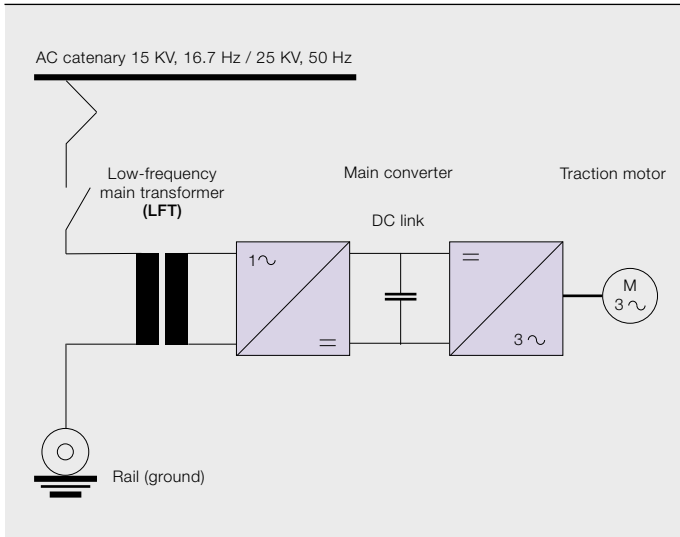 AC catenary 15 KV, 16.7 Hz / 25 KV, 50 Hz
Low-frequency
main transformer
(LFT)
Main converter
Traction motor
DC link
1∿
=
=
3∿
M
3∿
Rail (ground)